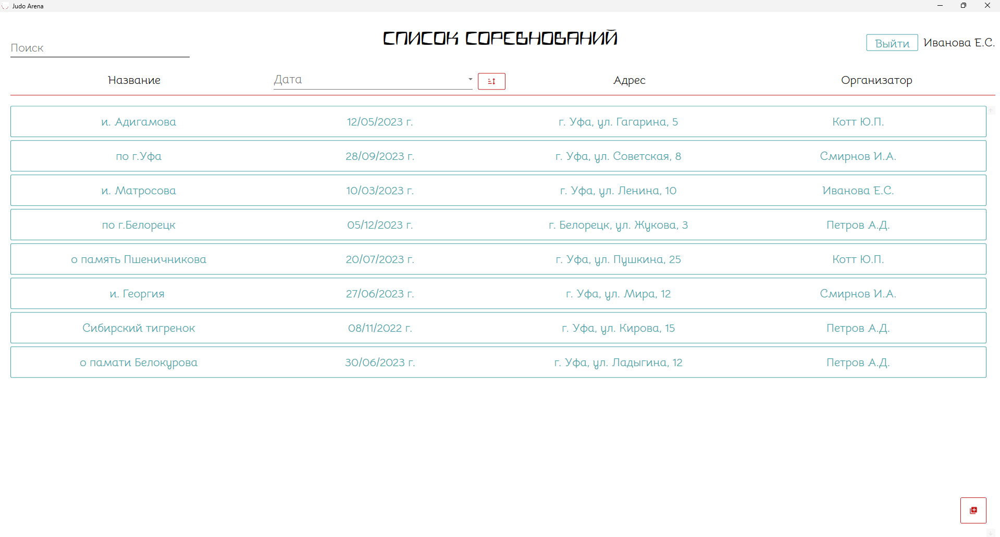 Judo Arena
СПИСОК СОРЕВНОВАНИЙ
Поиск
Выйти Иванова Е.С.
Название Дата Адрес Организатор
и. Адигамова 12/05/2023 г. г. Уфа, ул. Гагарина, 5 Котт Ю.П.
по г.Уфа 28/09/2023 г. г. Уфа, ул. Советская, 8 Смирнов И.А.
и. Матросова 10/03/2023 г. г. Уфа, ул. Ленина, 10 Иванова Е.С.
по г.Белорецк 05/12/2023 г. г. Белорецк, ул. Жукова, 3 Петров А.Д.
о память Пшеничникова 20/07/2023 г. г. Уфа, ул. Пушкина, 25 Котт Ю.П.
и. Георгия 27/06/2023 г. г. Уфа, ул. Мира, 12 Смирнов И.А.
Сибирский тигренок 08/11/2022 г. г. Уфа, ул. Кирова, 15 Петров А.Д.
о памяти Белокурова 30/06/2023 г. г. Уфа, ул. Ладыгина, 12 Петров А.Д.